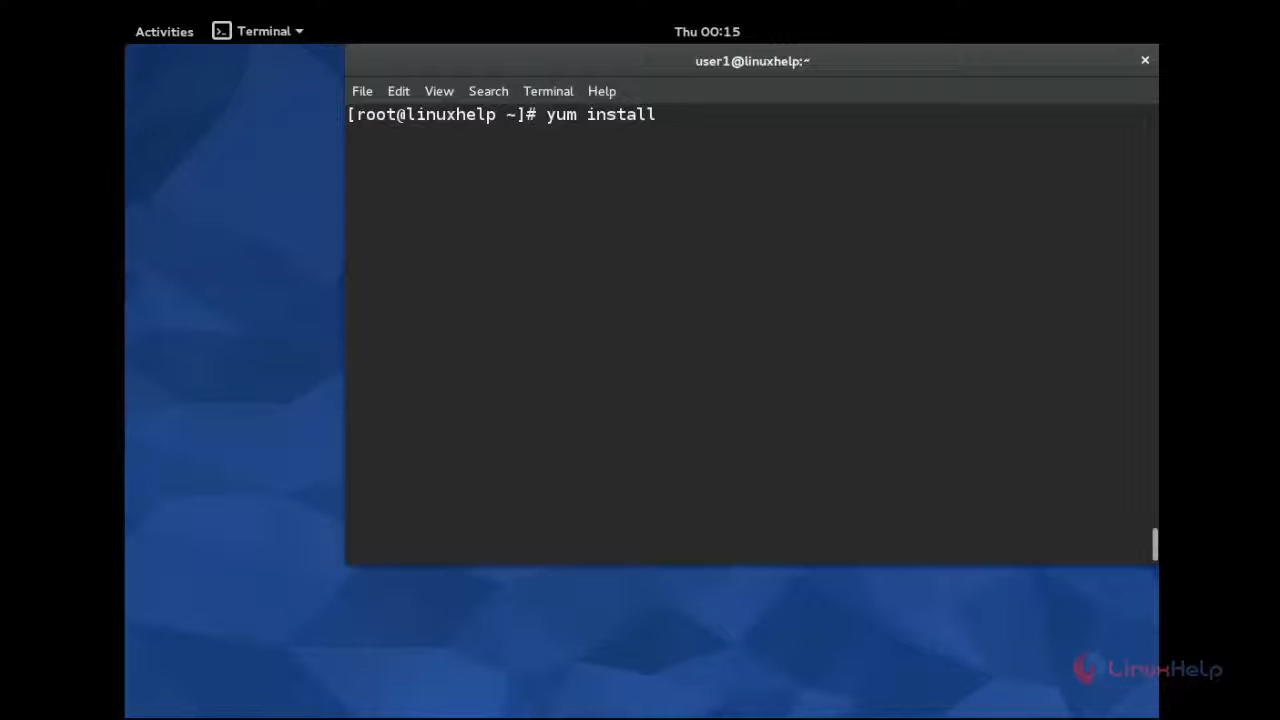 Activities Terminal Thu 00:15
user1@linuxhelp:~ ×
File Edit View Search Terminal Help
[root@linuxhelp ~]# yum install
LinuxHelp